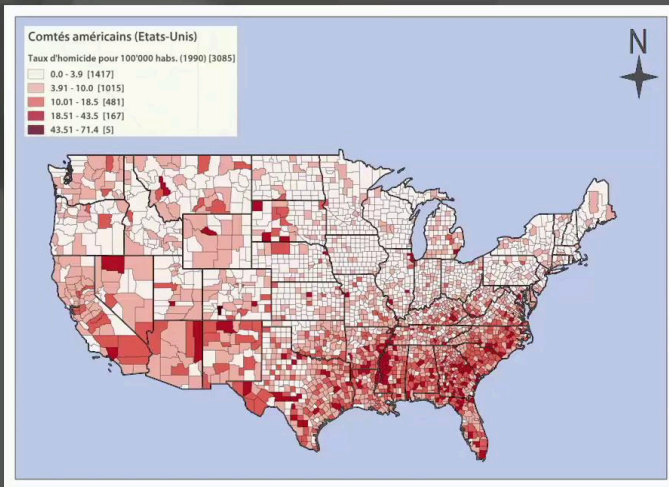 Comtés américains (Etats-Unis)
N
Taux d'homicide pour 100'000 habs. (1990) [3085]
0.0 - 3.9 [1417]
3.91 - 10.0 [1015]
10.01 - 18.5 [481]
18.51 - 43.5 [167]
43.51 - 71.4 [5]